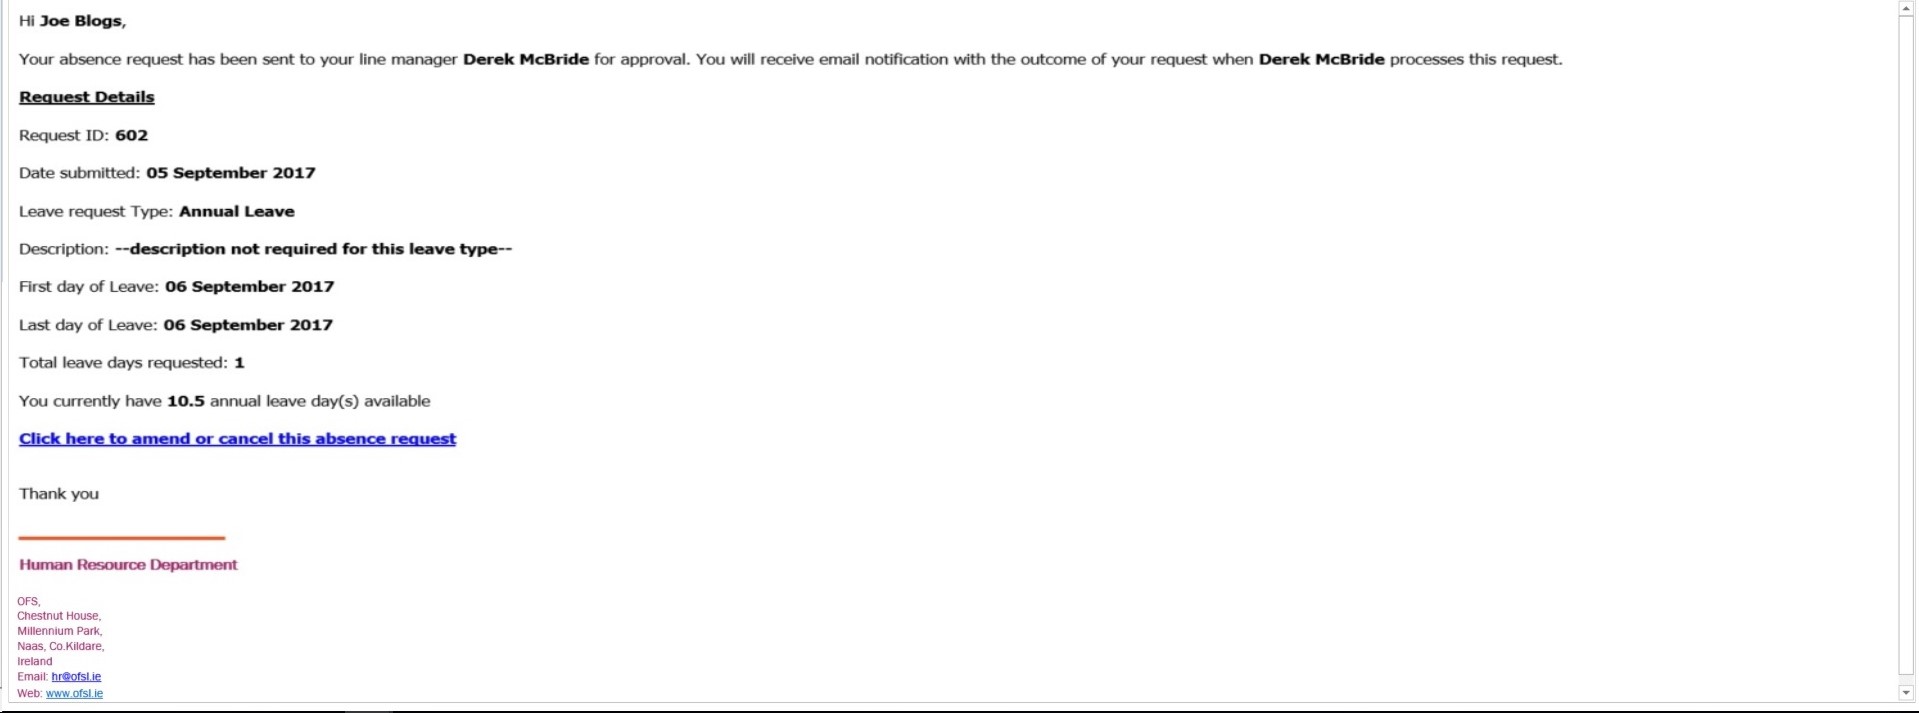 Hi Joe Blogs,
Your absence request has been sent to your line manager Derek McBride for approval. You will receive email notification with the outcome of your request when Derek McBride processes this request.
Request Details
Request ID: 602
Date submitted: 05 September 2017
Leave request Type: Annual Leave
Description: --description not required for this leave type--
First day of Leave: 06 September 2017
Last day of Leave: 06 September 2017
Total leave days requested: 1
You currently have 10.5 annual leave day(s) available
Click here to amend or cancel this absence request
Thank you
Human Resource Department
OFS,
Chestnut House,
Millennium Park,
Naas, Co.Kildare,
Ireland
Email: hr@ofsl.ie
Web: www.ofsl.ie